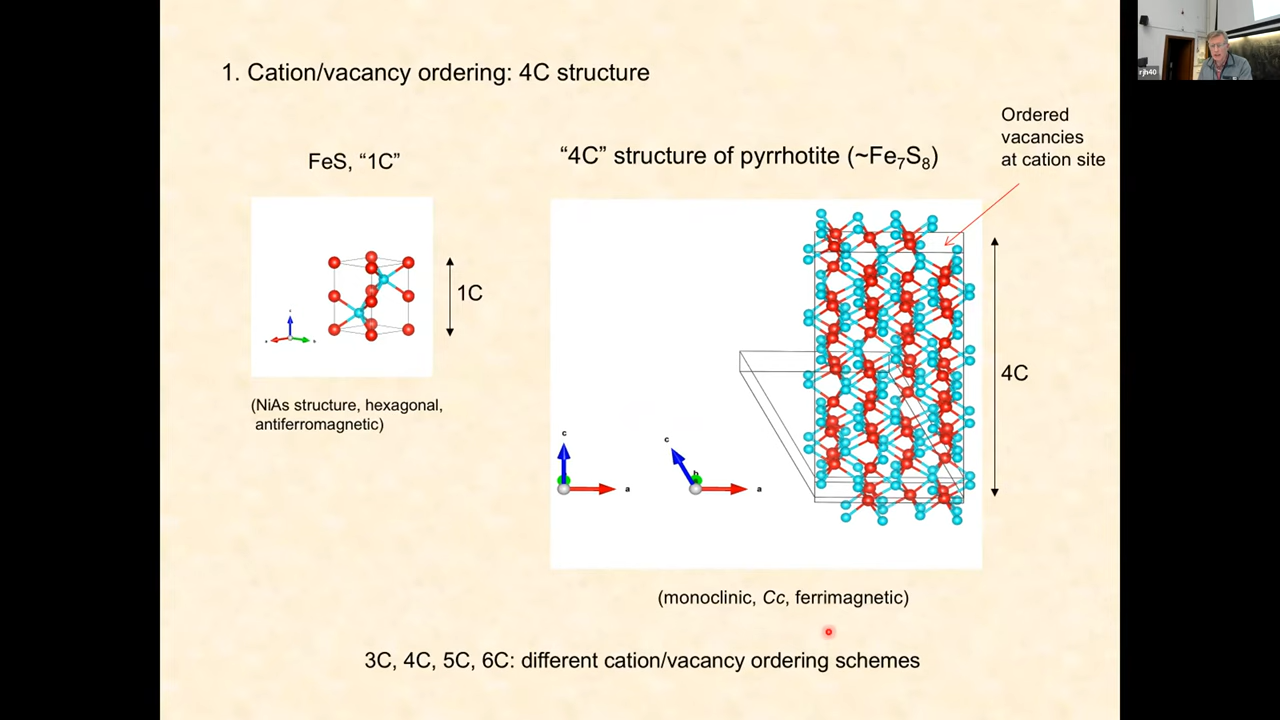 1. Cation/vacancy ordering: 4C structure
Ordered
vacancies
at cation site
FeS, “1C”
“4C” structure of pyrrhotite (~Fe₇S₈)
1C
4C
(NiAs structure, hexagonal,
antiferromagnetic)
c
a
c
b
a
(monoclinic, Cc, ferrimagnetic)
3C, 4C, 5C, 6C: different cation/vacancy ordering schemes
rjh40